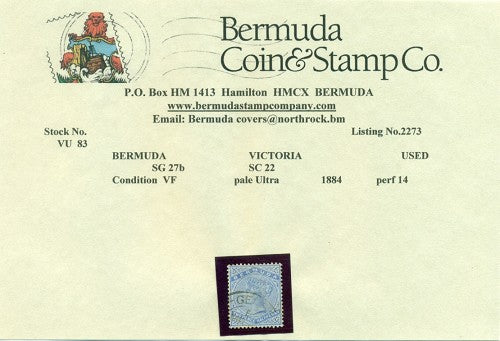 Bermuda
Coin&Stamp Co.
P.O. Box HM 1413 Hamilton HMCX BERMUDA
www.bermudastampcompany.com
Email: Bermuda covers@northrock.bm
Stock No. Listing No.2273
VU 83
BERMUDA VICTORIA USED
SG 27b SC 22
Condition VF pale Ultra 1884 perf 14
BERMUDA
GE